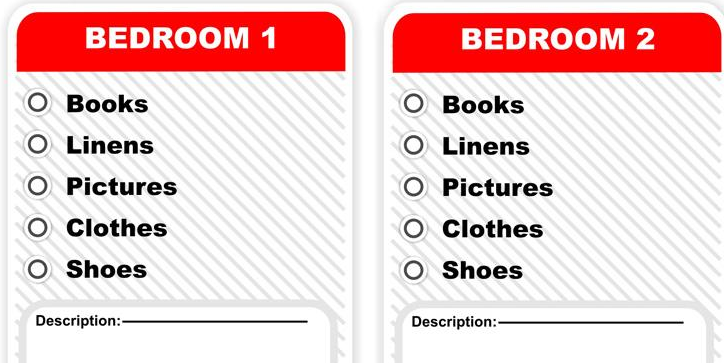 BEDROOM 1
Books
Linens
Pictures
Clothes
Shoes
Description:
BEDROOM 2
Books
Linens
Pictures
Clothes
Shoes
Description: